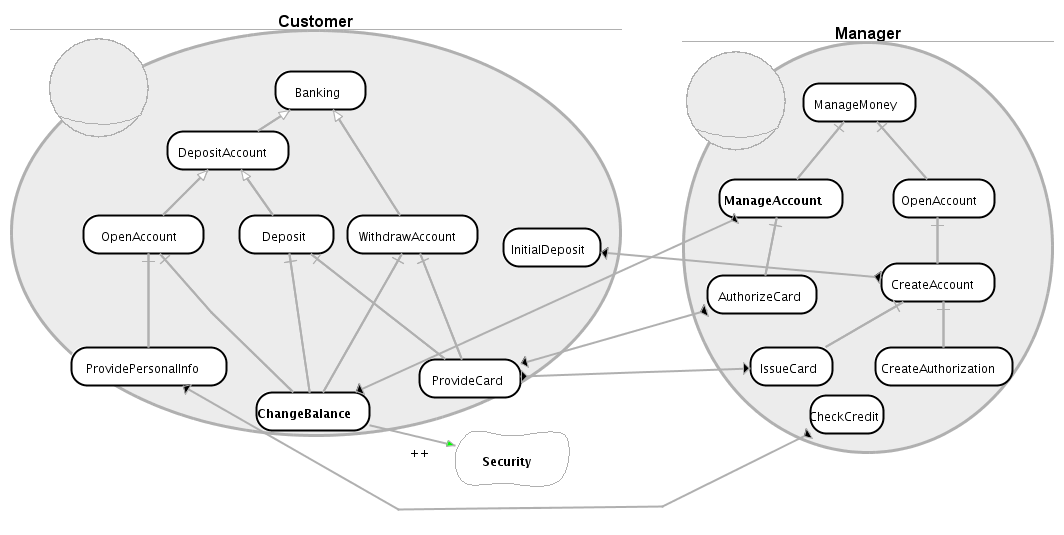 Customer
Manager
Banking
ManageMoney
DepositAccount
ManageAccount
OpenAccount
OpenAccount
Deposit
WithdrawAccount
InitialDeposit
CreateAccount
AuthorizeCard
ProvidePersonalInfo
ProvideCard
IssueCard
CreateAuthorization
ChangeBalance
CheckCredit
++
Security